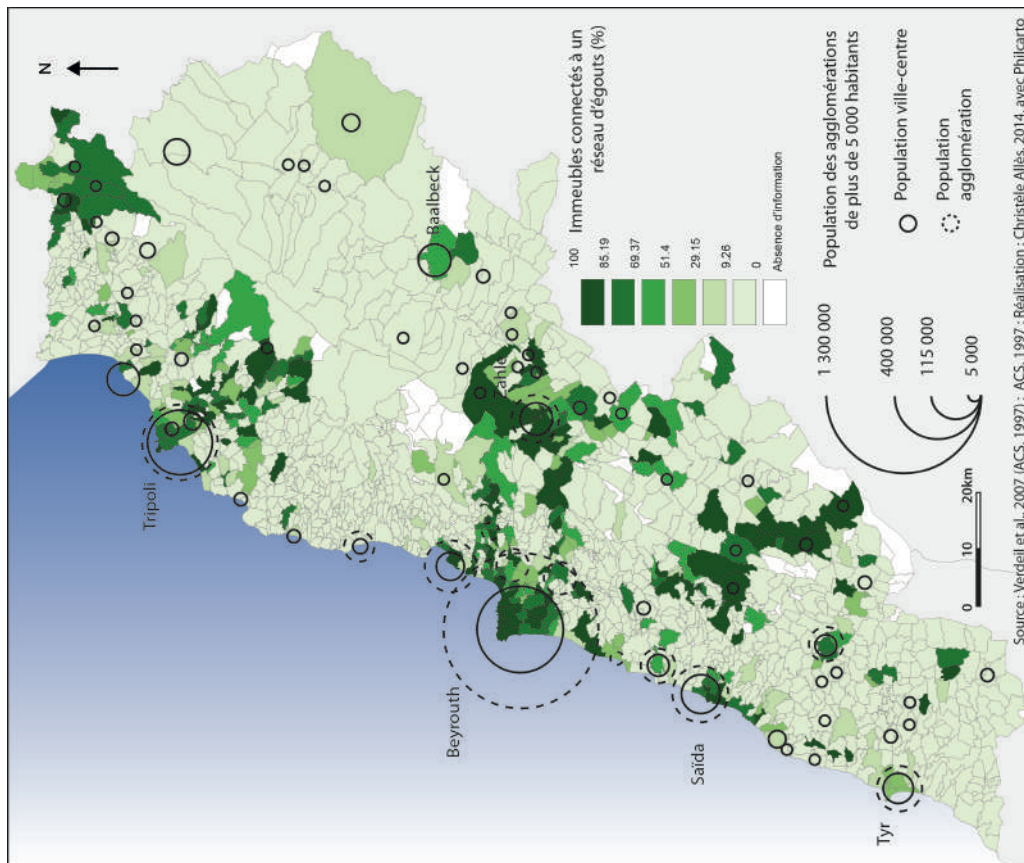 N
Tripoli
Beyrouth
Saïda
Tyr
Zahlé
Baalbeck
Immeubles connectés à un
réseau d'égouts (%)
100
85.19
69.37
51.4
29.15
9.26
0
Absence d'information
Population des agglomérations
de plus de 5 000 habitants
1 300 000
400 000
115 000
5 000
Population ville-centre
Population
agglomération
0 10 20km
Source : Verdeil et al., 2007 (ACS, 1997) ; ACS, 1997 ; Réalisation : Christèle Allès, 2014, avec Philcarto